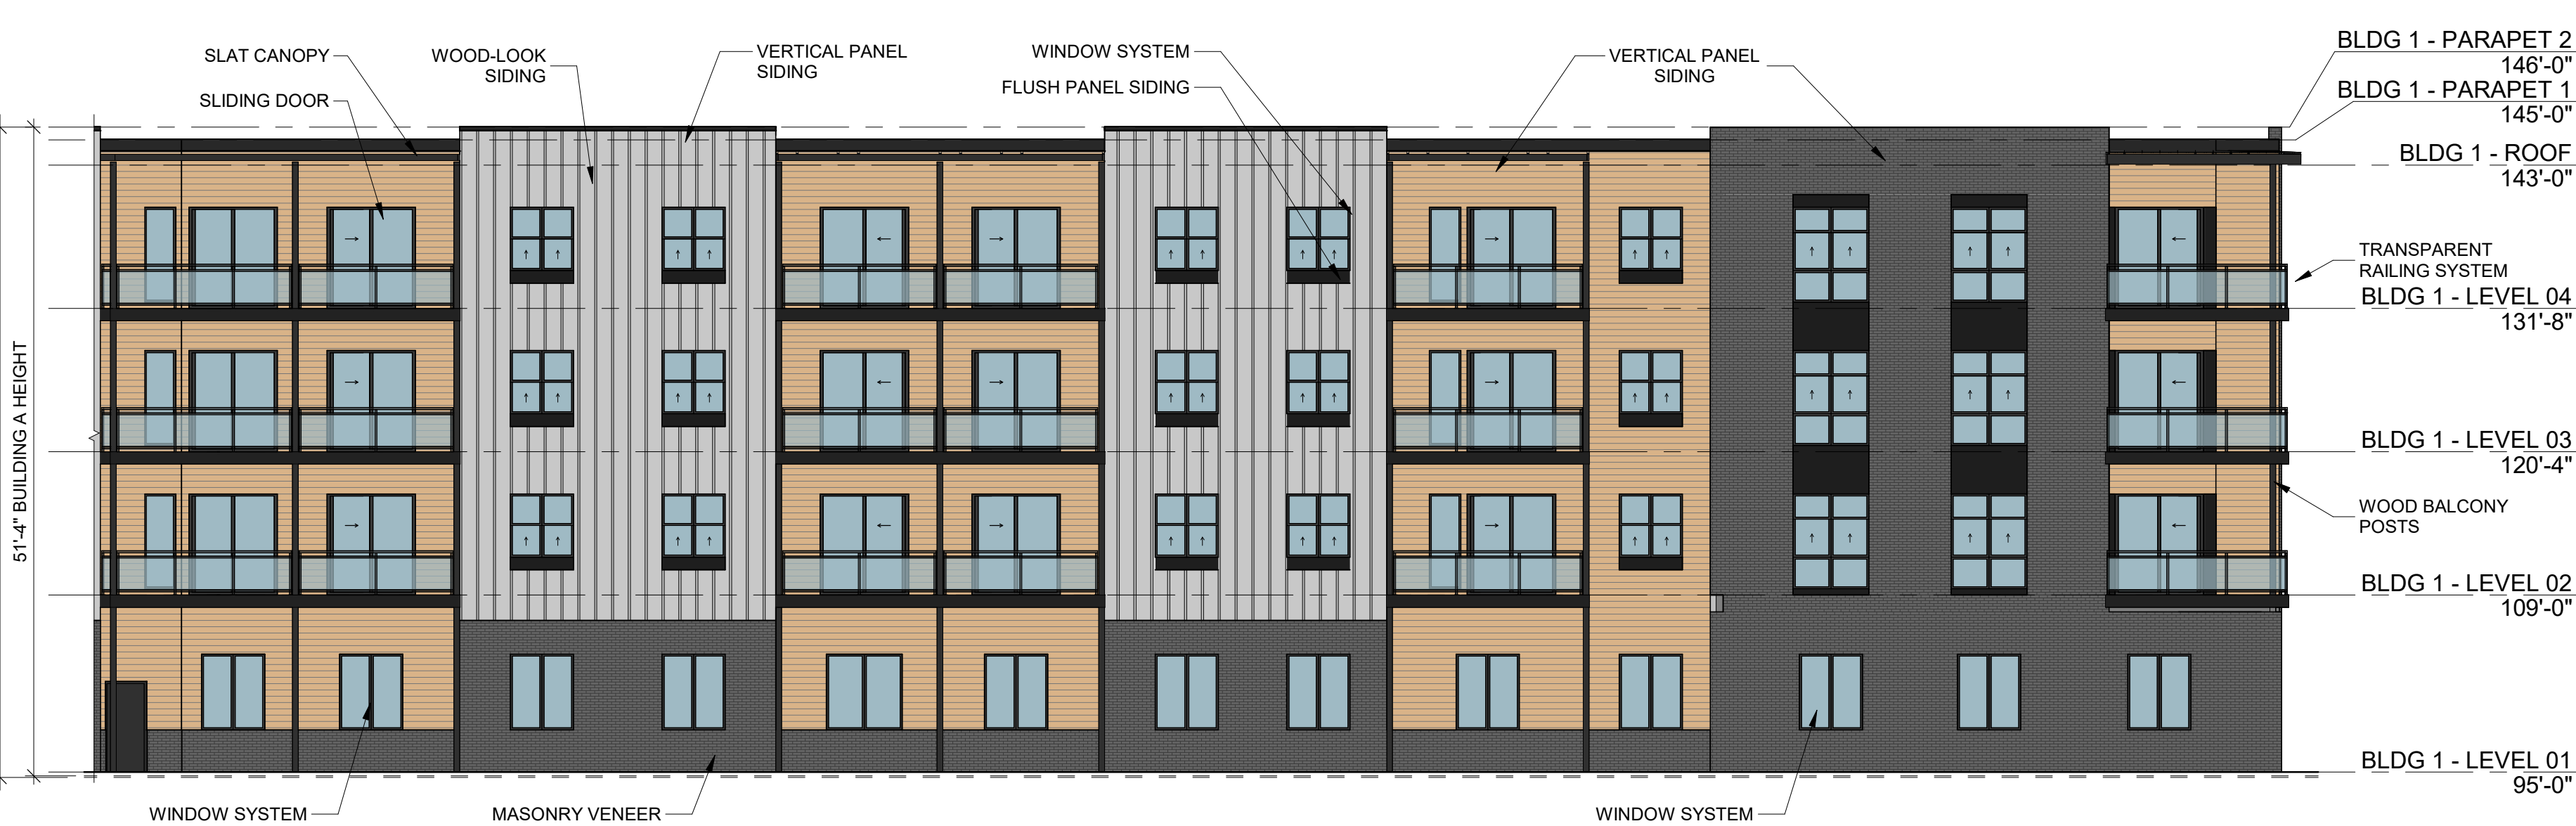 SLAT CANOPY
SLIDING DOOR
WOOD-LOOK
SIDING
VERTICAL PANEL
SIDING
WINDOW SYSTEM
FLUSH PANEL SIDING
VERTICAL PANEL
SIDING
BLDG 1 - PARAPET 2
146'-0"
BLDG 1 - PARAPET 1
145'-0"
BLDG 1 - ROOF
143'-0"
TRANSPARENT
RAILING SYSTEM
BLDG 1 - LEVEL 04
131'-8"
BLDG 1 - LEVEL 03
120'-4"
WOOD BALCONY
POSTS
BLDG 1 - LEVEL 02
109'-0"
BLDG 1 - LEVEL 01
95'-0"
51'-4" BUILDING A HEIGHT
WINDOW SYSTEM
MASONRY VENEER
WINDOW SYSTEM